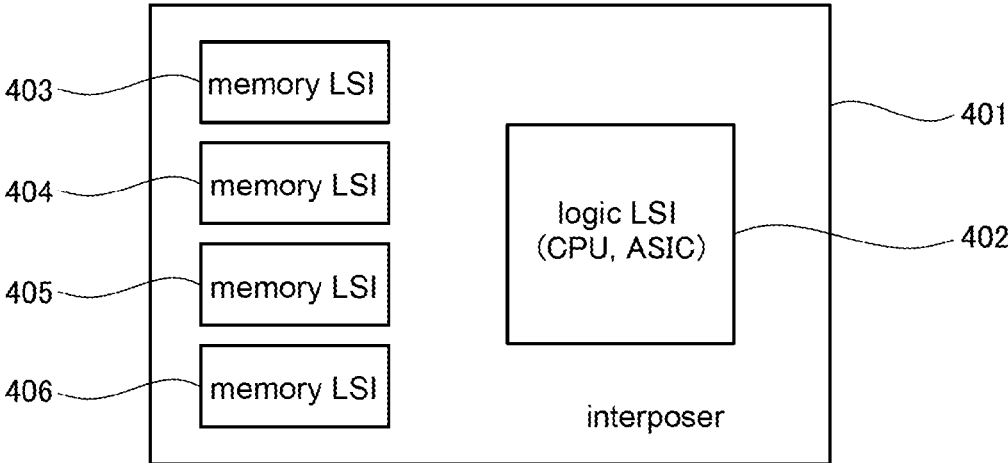 403
memory LSI
404
memory LSI
405
memory LSI
406
memory LSI
401
logic LSI
(CPU, ASIC)
402
interposer